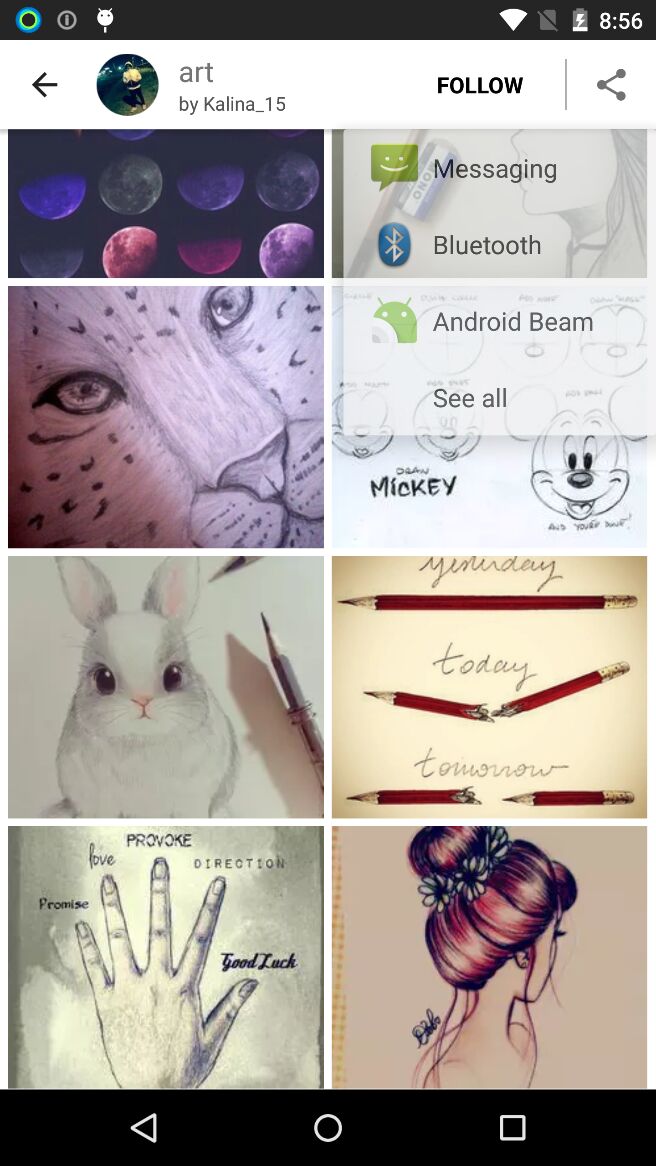 8:56
art
by Kalina_15
FOLLOW
Messaging
Bluetooth
Android Beam
See all
DRAW
MICKEY
AND YOU'RE DONE!
yesterday
today
tomorrow
PROVOKE
love
DIRECTION
Promise
Good Luck